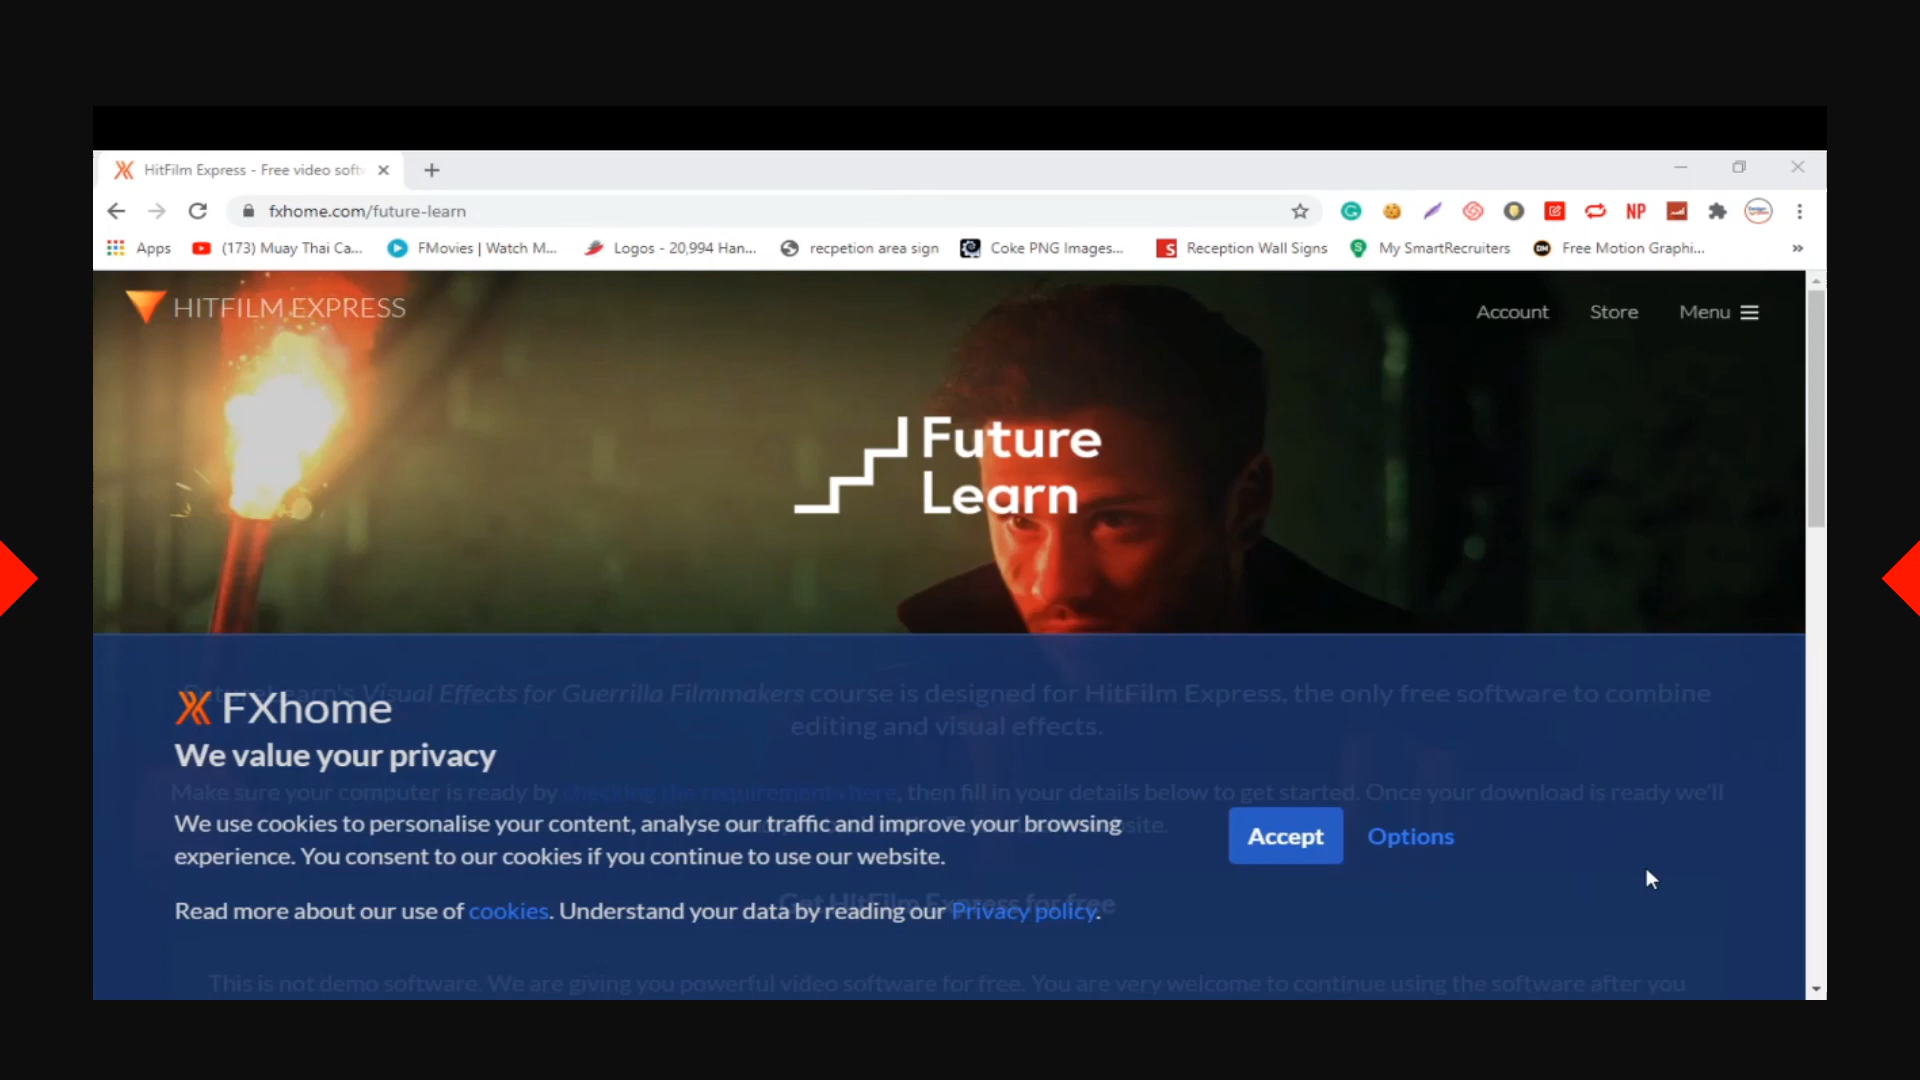 HitFilm Express - Free video soft
fxhome.com/future-learn
NP
Apps
(173) Muay Thai Ca...
FMovies | Watch M...
Logos - 20,994 Han...
recpetion area sign
Coke PNG Images...
S
Reception Wall Signs
S
My SmartRecruiters
DM
Free Motion Graphi...
»
HITFILM EXPRESS
Account
Store
Menu
Future
Learn
FutureLearn's Visual Effects for Guerrilla Filmmakers course is designed for HitFilm Express, the only free software to combine
editing and visual effects.
FXhome
We value your privacy
Make sure your computer is ready by checking the requirements here, then fill in your details below to get started. Once your download is ready we'll
We use cookies to personalise your content, analyse our traffic and improve your browsing
experience. You consent to our cookies if you continue to use our website.
Accept
Options
Get HitFilm Express for free
Read more about our use of cookies. Understand your data by reading our Privacy policy.
This is not demo software. We are giving you powerful video software for free. You are very welcome to continue using the software after you